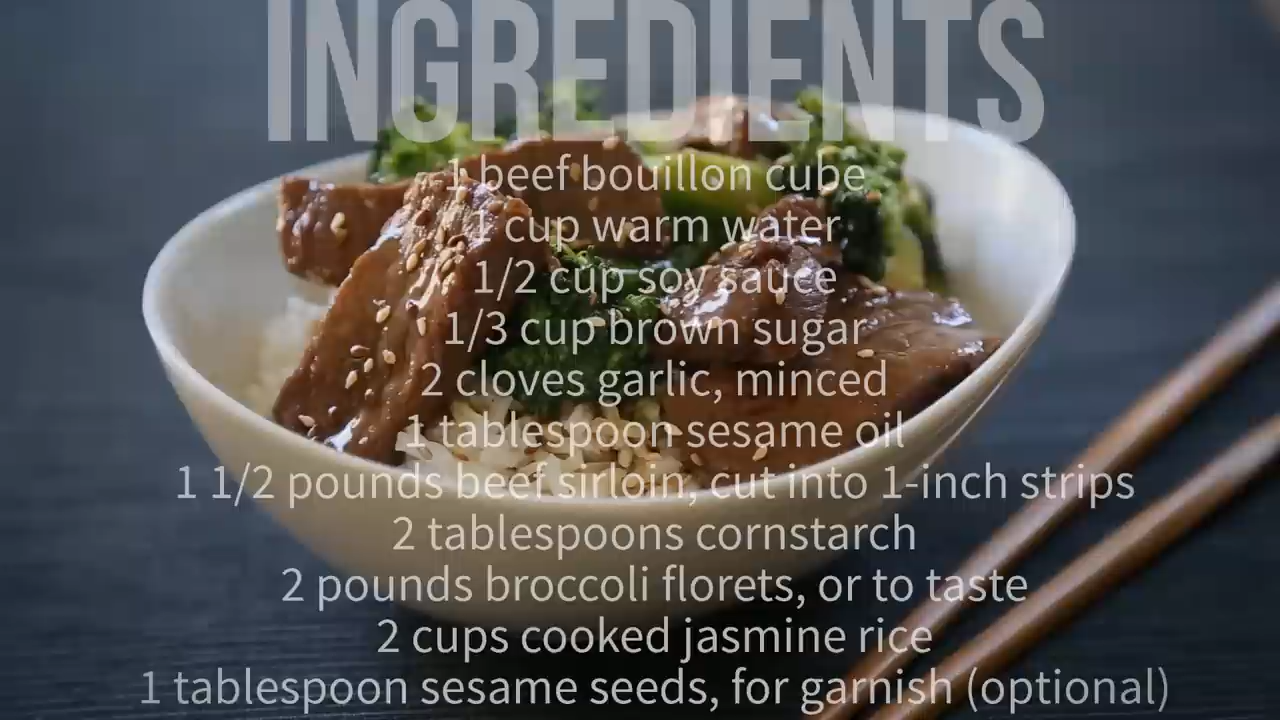 INGREDIENTS
1 beef bouillon cube
1 cup warm water
1/2 cup soy sauce
1/3 cup brown sugar
2 cloves garlic, minced
1 tablespoon sesame oil
1 1/2 pounds beef sirloin, cut into 1-inch strips
2 tablespoons cornstarch
2 pounds broccoli florets, or to taste
2 cups cooked jasmine rice
1 tablespoon sesame seeds, for garnish (optional)